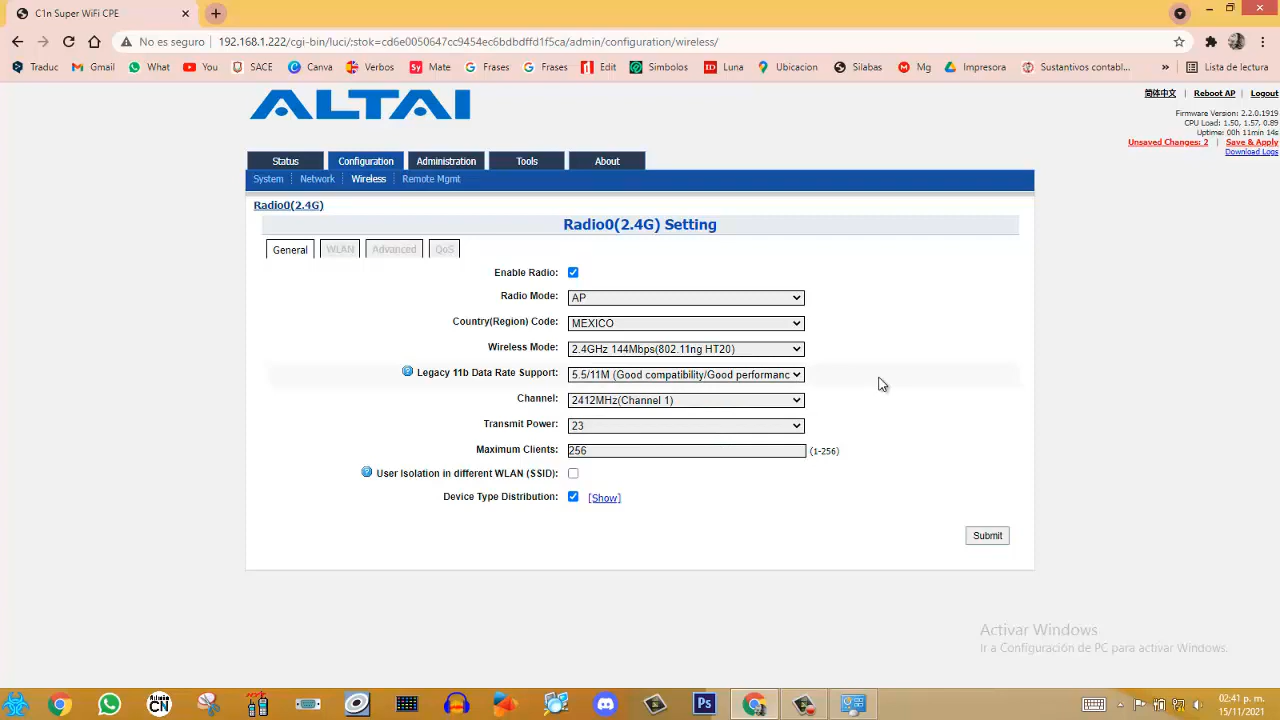 C1n Super WiFi CPE
No es seguro | 192.168.1.222/cgi-bin/luci/;stok=cd6e0050647cc9454ec6bdbdffd1f5ca/admin/configuration/wireless/
Traduc Gmail What You SACE Canva Verbos Mate Frases Frases Edit Simbolos Luna Ubicacion Silabas Mg Impresora Sustantivos contabl... » Lista de lectura
ALTAI
简体中文 | Reboot AP | Logout
Firmware Version: 2.2.0.1919
CPU Load: 1.50, 1.57, 0.89
Uptime: 00h 11min 14s
Unsaved Changes: 2 | Save & Apply
Download Logs
Status Configuration Administration Tools About
System Network Wireless Remote Mgmt
Radio0(2.4G)
Radio0(2.4G) Setting
General WLAN Advanced QoS
Enable Radio:
Radio Mode: AP
Country(Region) Code: MEXICO
Wireless Mode: 2.4GHz 144Mbps(802.11ng HT20)
Legacy 11b Data Rate Support: 5.5/11M (Good compatibility/Good performanc
Channel: 2412MHz(Channel 1)
Transmit Power: 23
Maximum Clients: 256 (1-256)
User Isolation in different WLAN (SSID):
Device Type Distribution: [Show]
Submit
Activar Windows
Ir a Configuración de PC para activar Windows.
02:41 p. m.
15/11/2021